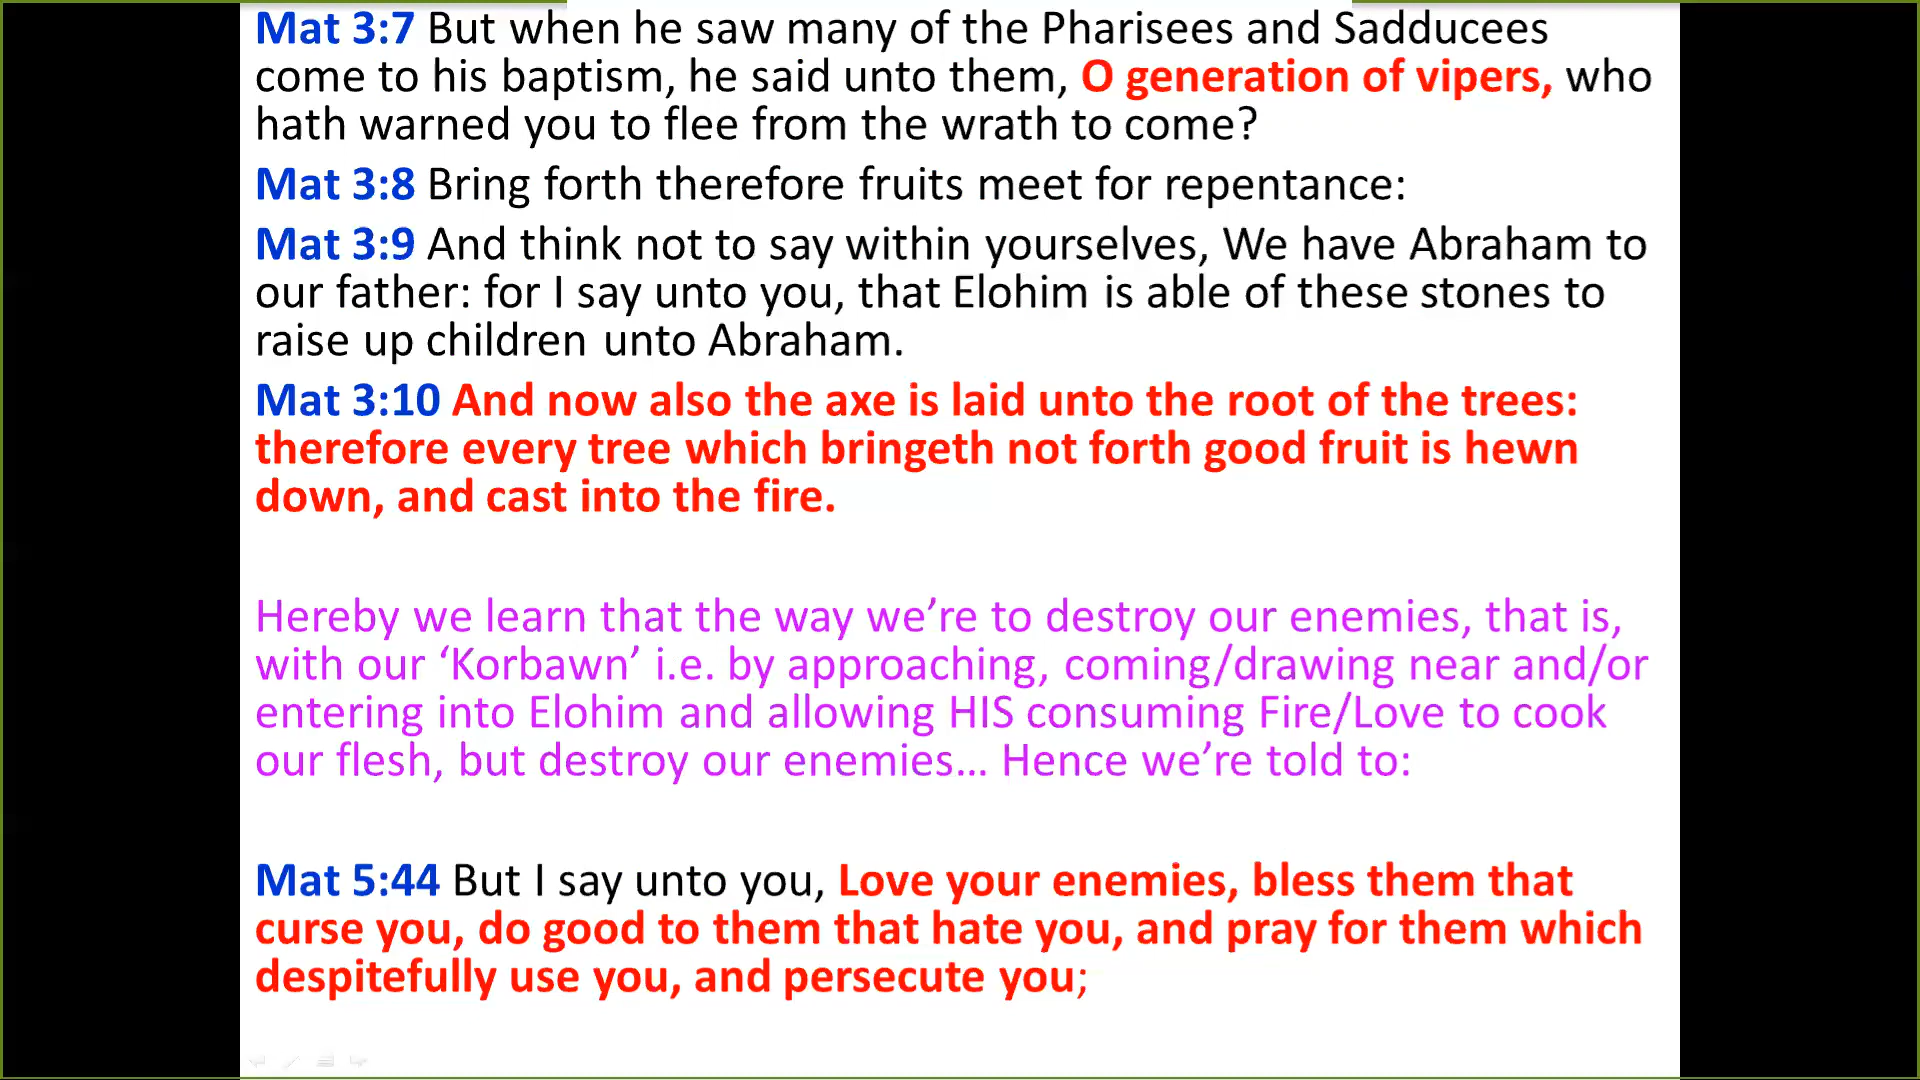 Mat 3:7 But when he saw many of the Pharisees and Sadducees
come to his baptism, he said unto them, O generation of vipers, who
hath warned you to flee from the wrath to come?
Mat 3:8 Bring forth therefore fruits meet for repentance:
Mat 3:9 And think not to say within yourselves, We have Abraham to
our father: for I say unto you, that Elohim is able of these stones to
raise up children unto Abraham.
Mat 3:10 And now also the axe is laid unto the root of the trees:
therefore every tree which bringeth not forth good fruit is hewn
down, and cast into the fire.
Hereby we learn that the way we’re to destroy our enemies, that is,
with our ‘Korbawn’ i.e. by approaching, coming/drawing near and/or
entering into Elohim and allowing HIS consuming Fire/Love to cook
our flesh, but destroy our enemies… Hence we’re told to:
Mat 5:44 But I say unto you, Love your enemies, bless them that
curse you, do good to them that hate you, and pray for them which
despitefully use you, and persecute you;